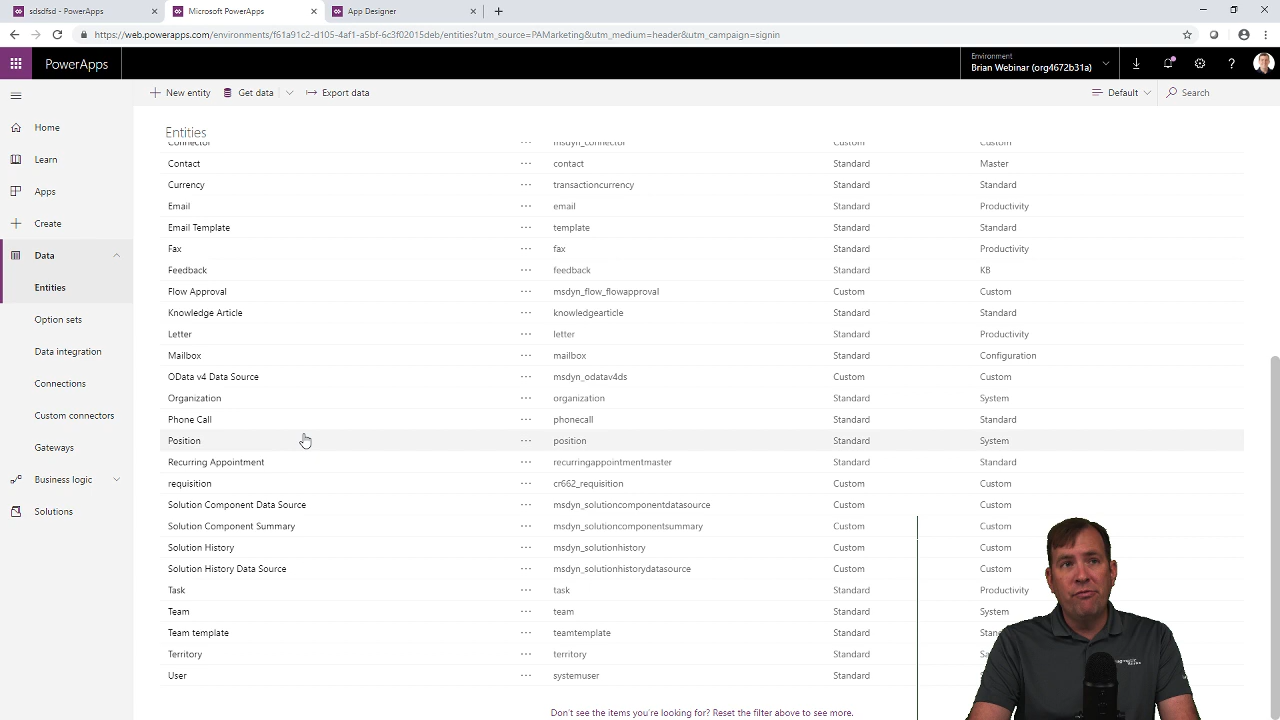 sdsdfsd - PowerApps
Microsoft PowerApps
App Designer
https://web.powerapps.com/environments/f61a91c2-d105-4af1-a5bf-6c3f02015deb/entities?utm_source=PAMarketing&utm_medium=header&utm_campaign=signin
PowerApps
Environment
Brian Webinar (org4672b31a)
New entity
Get data
Export data
Default
Search
Home
Learn
Apps
Create
Data
Entities
Option sets
Data integration
Connections
Custom connectors
Gateways
Business logic
Solutions
Entities
Connector ··· msdyn_connector Custom Custom
Contact ··· contact Standard Master
Currency ··· transactioncurrency Standard Standard
Email ··· email Standard Productivity
Email Template ··· template Standard Standard
Fax ··· fax Standard Productivity
Feedback ··· feedback Standard KB
Flow Approval ··· msdyn_flow_flowapproval Custom Custom
Knowledge Article ··· knowledgearticle Standard Standard
Letter ··· letter Standard Productivity
Mailbox ··· mailbox Standard Configuration
OData v4 Data Source ··· msdyn_odatav4ds Custom Custom
Organization ··· organization Standard System
Phone Call ··· phonecall Standard Standard
Position ··· position Standard System
Recurring Appointment ··· recurringappointmentmaster Standard Standard
requisition ··· cr662_requisition Custom Custom
Solution Component Data Source ··· msdyn_solutioncomponentdatasource Custom Custom
Solution Component Summary ··· msdyn_solutioncomponentsummary Custom Custom
Solution History ··· msdyn_solutionhistory Custom Custom
Solution History Data Source ··· msdyn_solutionhistorydatasource Custom Custom
Task ··· task Standard Productivity
Team ··· team Standard System
Team template ··· teamtemplate Standard
Territory ··· territory Standard
User ··· systemuser Standard
Don't see the items you're looking for? Reset the filter above to see more.